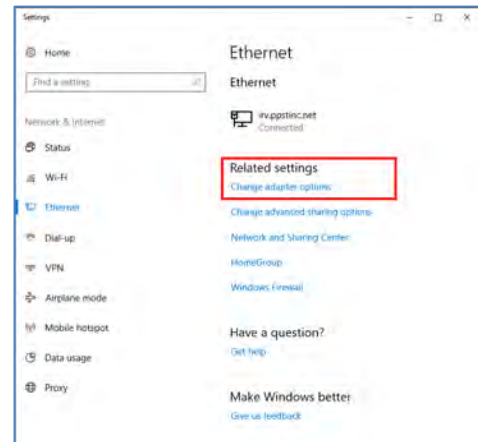 Settings
Home
Find a setting
Network & Internet
Status
Wi-Fi
Ethernet
Dial-up
VPN
Airplane mode
Mobile hotspot
Data usage
Proxy
Ethernet
Ethernet
irv.ppstinc.net
Connected
Related settings
Change adapter options
Change advanced sharing options
Network and Sharing Center
HomeGroup
Windows Firewall
Have a question?
Get help
Make Windows better
Give us feedback